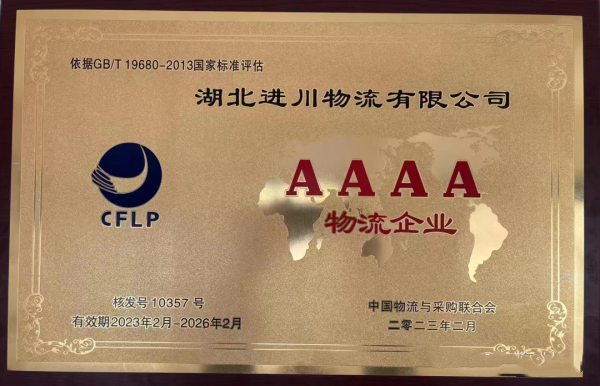 依据GB/T 19680-2013国家标准评估
湖北进川物流有限公司
CFLP
AAAA
物流企业
核发号 10357 号
有效期2023年2月-2026年2月
中国物流与采购联合会
二零二三年二月